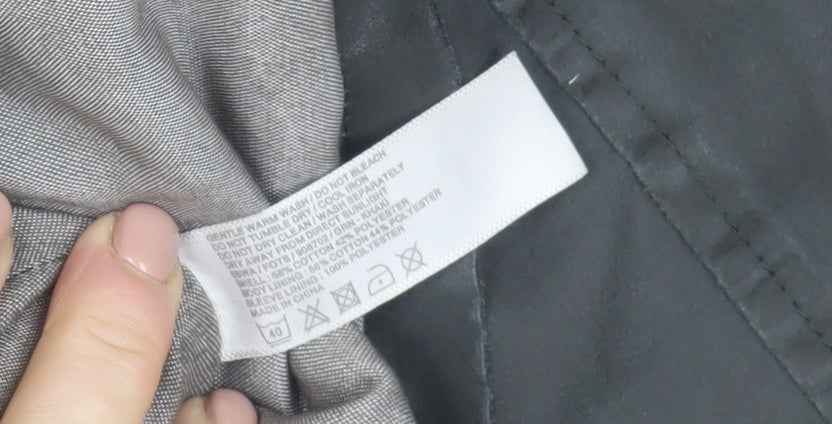 GENTLE WARM WASH / DO NOT BLEACH
DO NOT TUMBLE DRY / COOL IRON
DO NOT DRY CLEAN / WASH SEPARATELY
DRY AWAY FROM DIRECT SUNLIGHT
GRN, KHAKI
SHELL: 58% COTTON 42% POLYESTER
BODY LINING: 56% COTTON 44% POLYESTER
SLEEVE LINING: 100% POLYESTER
MADE IN CHINA
40